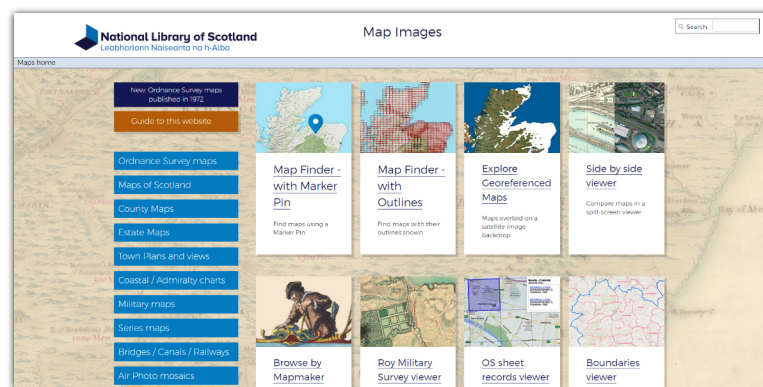 National Library of Scotland
Leabharlann Nàiseanta na h-Alba
Map Images
Search
Maps home
New: Ordnance Survey maps
published in 1972
Guide to this website
Ordnance Survey maps
Maps of Scotland
County Maps
Estate Maps
Town Plans and views
Coastal / Admiralty charts
Military maps
Series maps
Bridges / Canals / Railways
Air Photo mosaics
Map Finder -
with Marker
Pin
Find maps using a
Marker Pin
Map Finder -
with
Outlines
Find maps with their
outlines shown
Explore
Georeferenced
Maps
Maps overlaid on a
satellite image
backdrop
Side by side
viewer
Compare maps in a
split-screen viewer
Browse by
Mapmaker
Roy Military
Survey viewer
OS sheet
records viewer
Boundaries
viewer